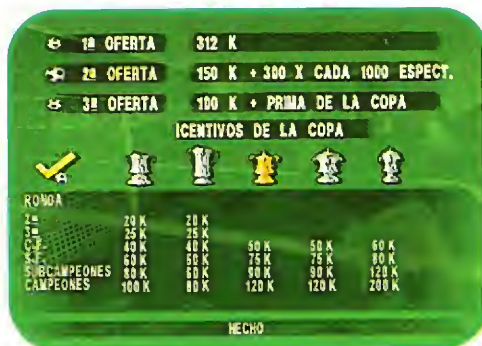 1ª OFERTA 312 K
2ª OFERTA 150 K + 300 X CADA 1000 ESPECT.
3ª OFERTA 100 K + PRIMA DE LA COPA
ICENTIVOS DE LA COPA
RONDA
2ª 20 K 20 K
3ª 25 K 25 K
C.F. 40 K 40 K 50 K 50 K 60 K
S.F. 60 K 50 K 75 K 75 K 80 K
SUBCAMPEONES 80 K 60 K 90 K 90 K 120 K
CAMPEONES 100 K 80 K 120 K 120 K 200 K
HECHO